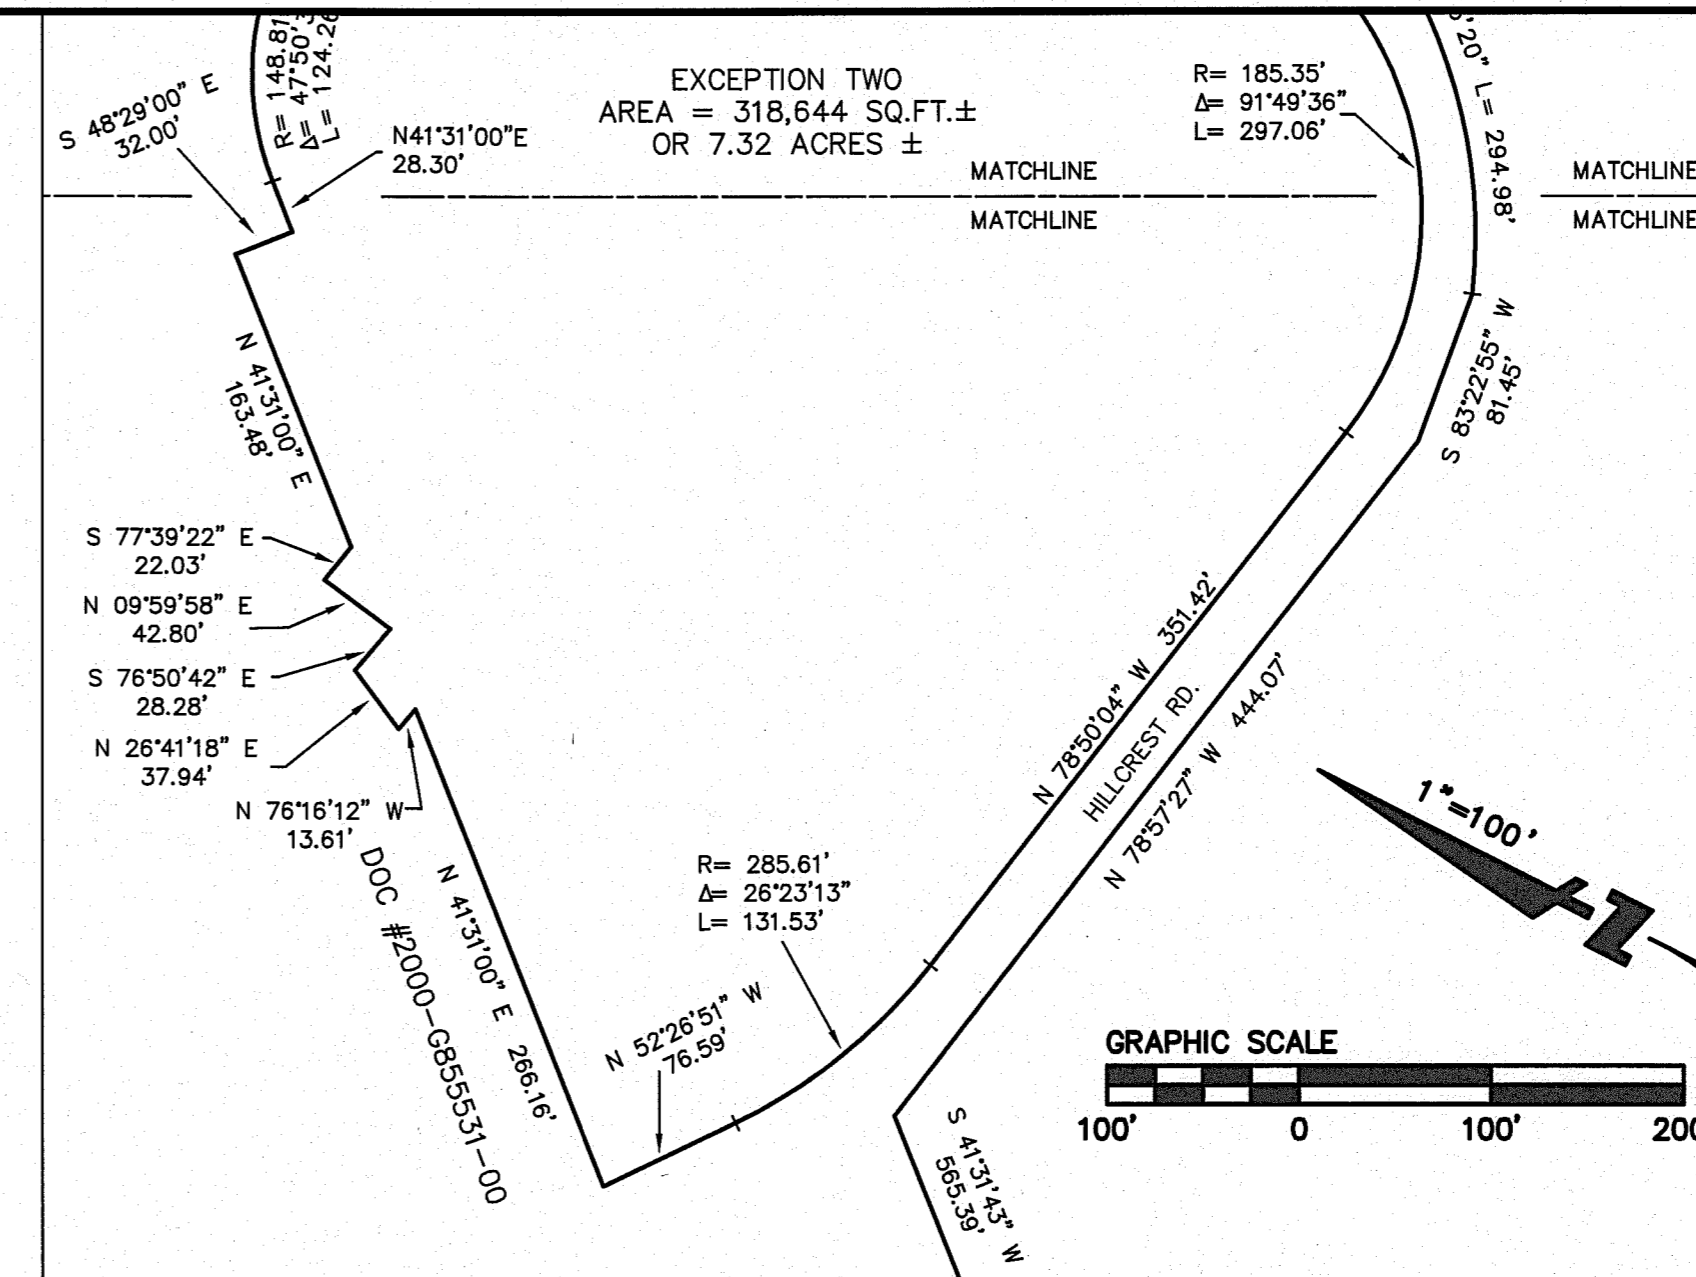 R= 148.81
Δ= 47°50'
L= 124.26
S 48°29'00" E
32.00'
N41°31'00"E
28.30'
EXCEPTION TWO
AREA = 318,644 SQ.FT.±
OR 7.32 ACRES ±
R= 185.35'
Δ= 91°49'36"
L= 297.06'
'20" L= 294.98'
MATCHLINE
MATCHLINE
MATCHLINE
MATCHLINE
S 83°22'55" W
81.45'
N 41°31'00" E
163.48'
S 77°39'22" E
22.03'
N 09°59'58" E
42.80'
S 76°50'42" E
28.28'
N 26°41'18" E
37.94'
N 76°16'12" W
13.61'
DOC #2000-G855531-00
N 41°31'00" E 266.16'
R= 285.61'
Δ= 26°23'13"
L= 131.53'
N 52°26'51" W
76.59'
N 78°50'04" W 351.42'
HILLCREST RD.
N 78°57'27" W 444.07'
1"=100'
N
GRAPHIC SCALE
100' 0 100' 200
S 41°31'43" W
565.39'